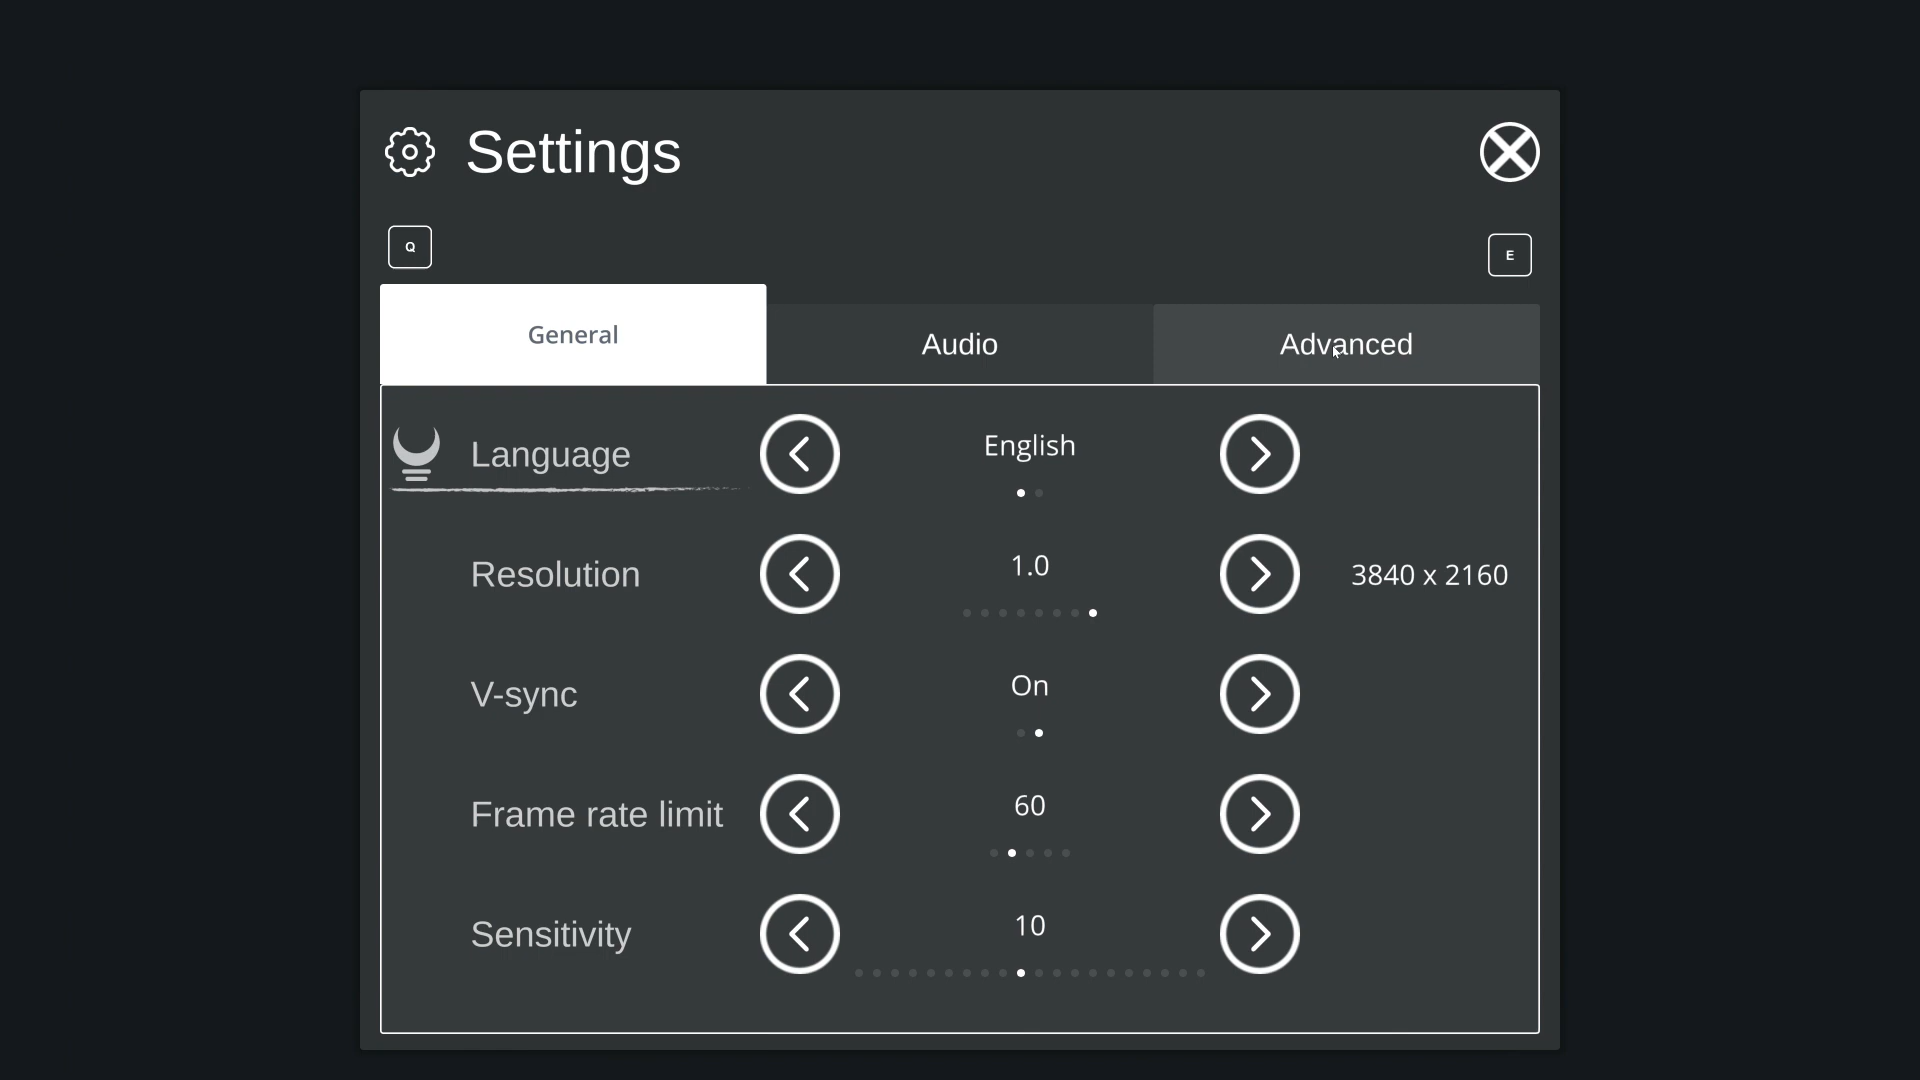 Settings
Q
E
General
Audio
Advanced
Language
English
Resolution
1.0
3840 x 2160
V-sync
On
Frame rate limit
60
Sensitivity
10